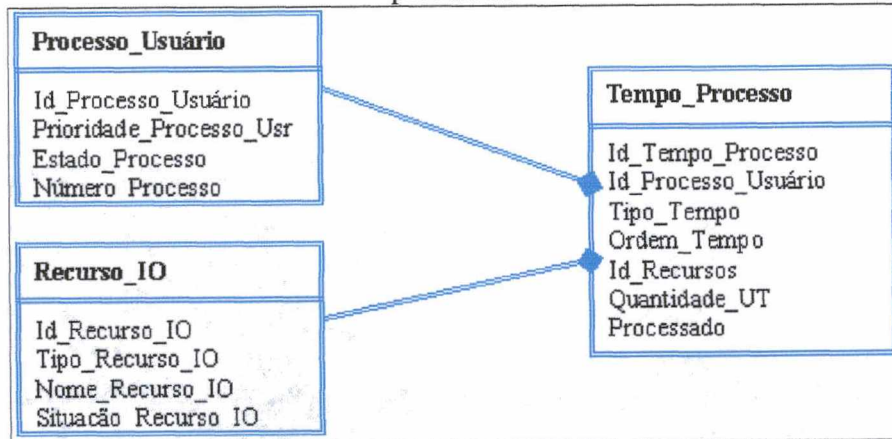 Processo_Usuário
Id_Processo_Usuário
Prioridade_Processo_Usr
Estado_Processo
Número_Processo
Recurso_IO
Id_Recurso_IO
Tipo_Recurso_IO
Nome_Recurso_IO
Situacão_Recurso_IO
Tempo_Processo
Id_Tempo_Processo
Id_Processo_Usuário
Tipo_Tempo
Ordem_Tempo
Id_Recursos
Quantidade_UT
Processado